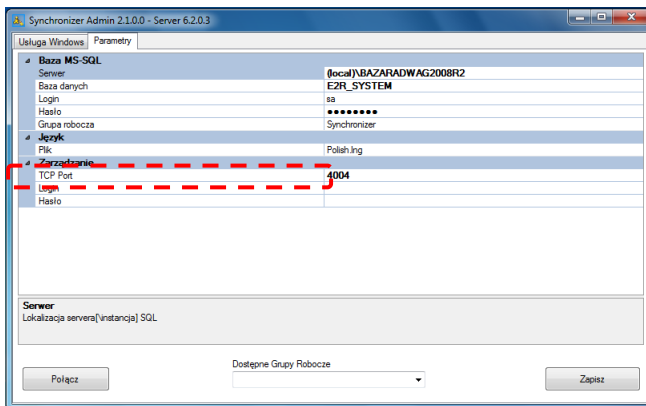 Synchronizer Admin 2.1.0.0 - Server 6.2.0.3
Usługa Windows Parametry
Baza MS-SQL
Serwer (local)\BAZARADWAG2008R2
Baza danych E2R_SYSTEM
Login sa
Hasło ●●●●●●●●
Grupa robocza Synchronizer
Język
Plik Polish.lng
Zarządzanie
TCP Port 4004
Login
Hasło
Serwer
Lokalizacja servera[\instancja] SQL
Dostępne Grupy Robocze
Połącz Zapisz